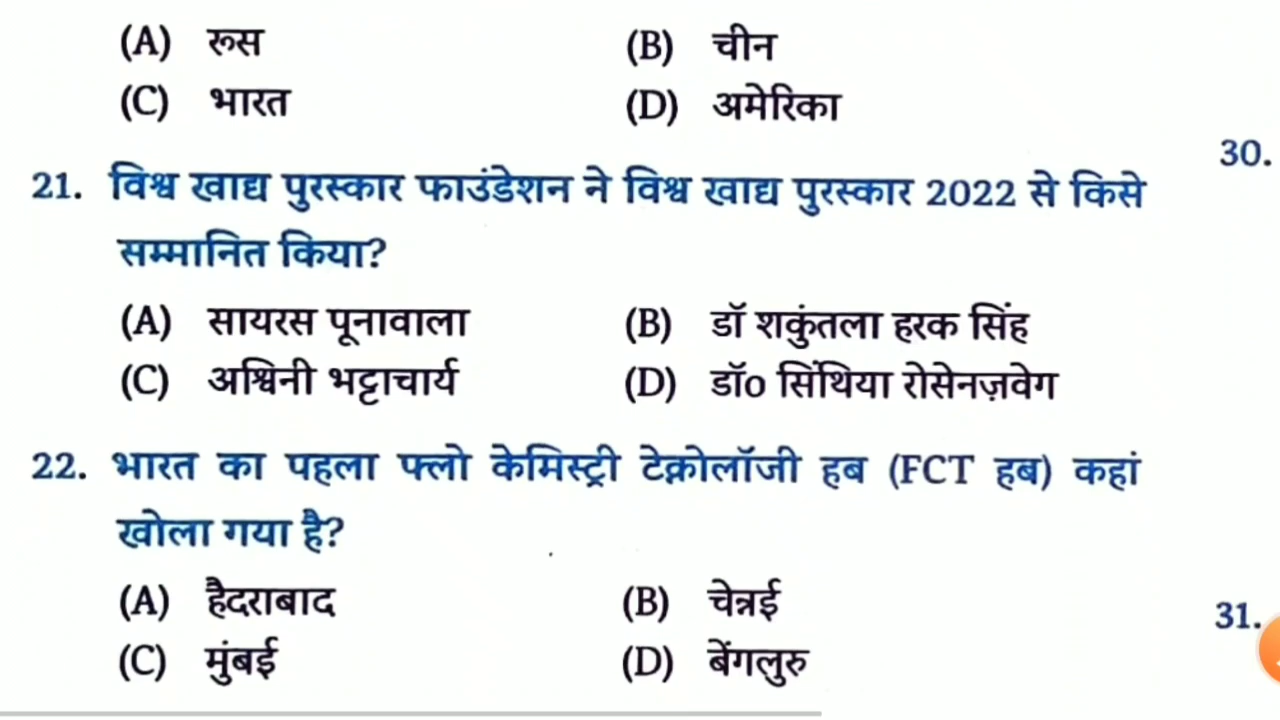 (A) रूस (B) चीन
(C) भारत (D) अमेरिका
21. विश्व खाद्य पुरस्कार फाउंडेशन ने विश्व खाद्य पुरस्कार 2022 से किसे
सम्मानित किया?
(A) सायरस पूनावाला (B) डॉ शकुंतला हरक सिंह
(C) अश्विनी भट्टाचार्य (D) डॉo सिंथिया रोसेनज़वेग
22. भारत का पहला फ्लो केमिस्ट्री टेक्नोलॉजी हब (FCT हब) कहां
खोला गया है?
(A) हैदराबाद (B) चेन्नई
(C) मुंबई (D) बेंगलुरु
30.
31.